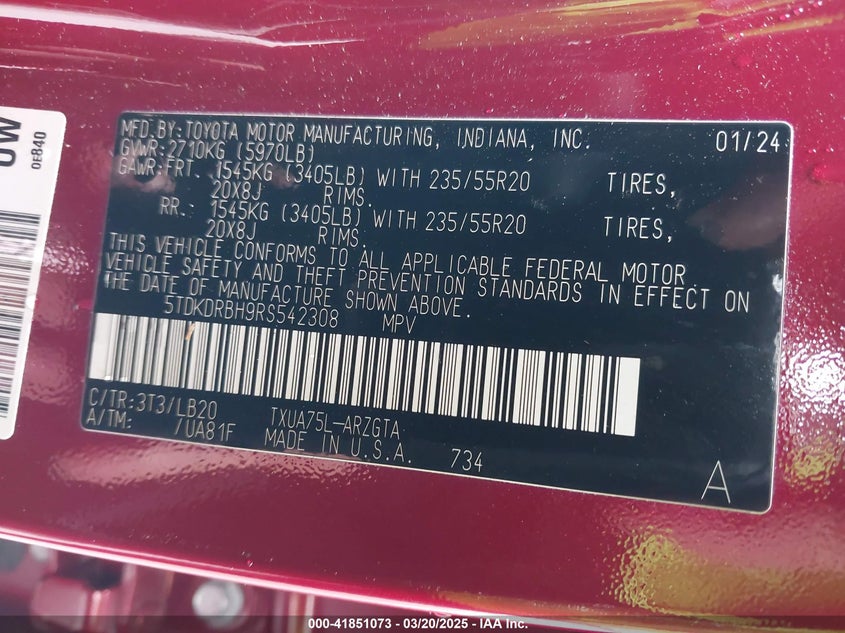 UW
0E840
MFD.BY:TOYOTA MOTOR MANUFACTURING, INDIANA, INC. 01/24
GVWR:2710KG (5970LB)
GAWR:FRT. 1545KG (3405LB) WITH 235/55R20 TIRES,
20X8J RIMS.
RR.: 1545KG (3405LB) WITH 235/55R20 TIRES,
20X8J RIMS.
THIS VEHICLE CONFORMS TO ALL APPLICABLE FEDERAL MOTOR
VEHICLE SAFETY AND THEFT PREVENTION STANDARDS IN EFFECT ON
THE DATE OF MANUFACTURE SHOWN ABOVE.
5TDKDRBH9RS542308 MPV
C/TR:3T3/LB20 TXUA75L-ARZGTA
A/TM: /UA81F MADE IN U.S.A. 734
A
000-41851073 — 03/20/2025 — IAA Inc.